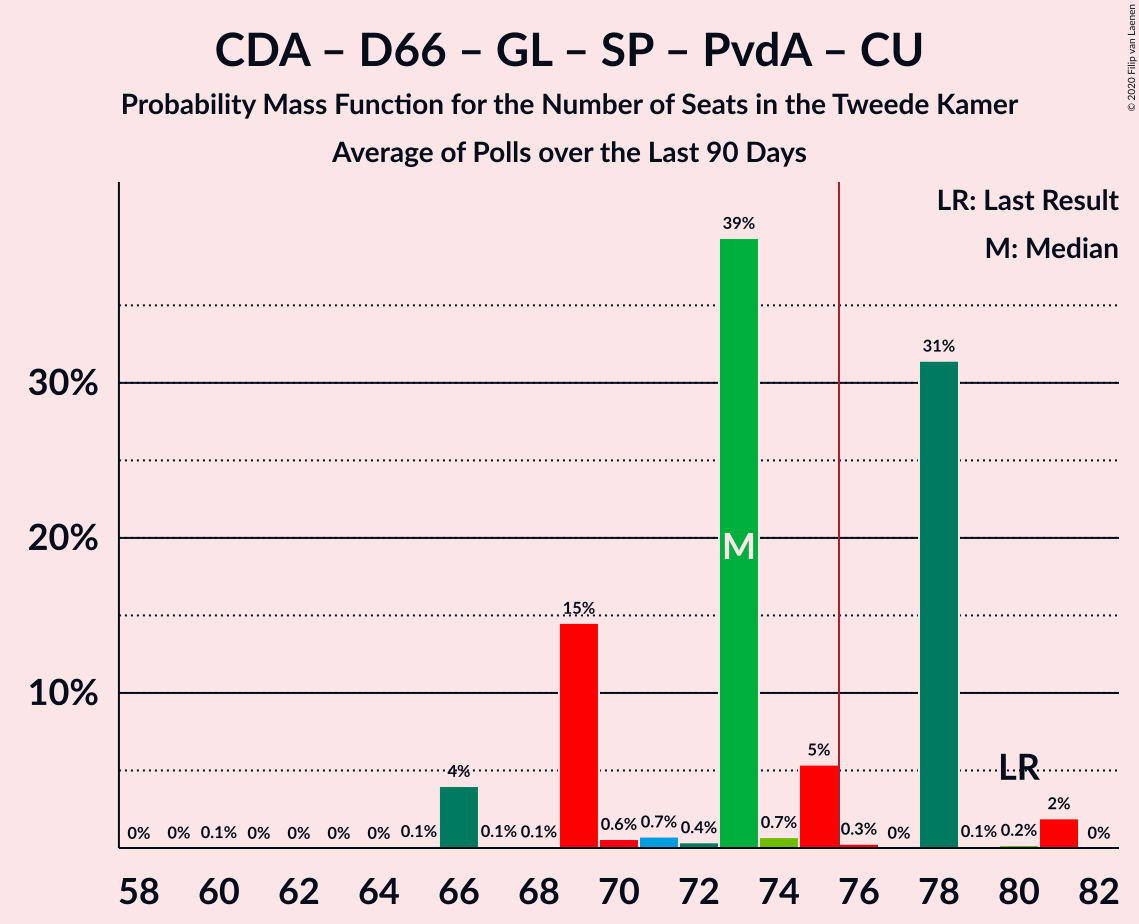 CDA – D66 – GL – SP – PvdA – CU
Probability Mass Function for the Number of Seats in the Tweede Kamer
Average of Polls over the Last 90 Days
© 2020 Filip van Laenen
LR: Last Result
M: Median
39%
31%
30%
20%
M
15%
10%
5%
LR
4%
2%
0% 0% 0.1% 0% 0% 0% 0% 0.1% 0.1% 0.1% 0.6% 0.7% 0.4% 0.7% 0.3% 0% 0.1% 0.2% 0%
58 60 62 64 66 68 70 72 74 76 78 80 82